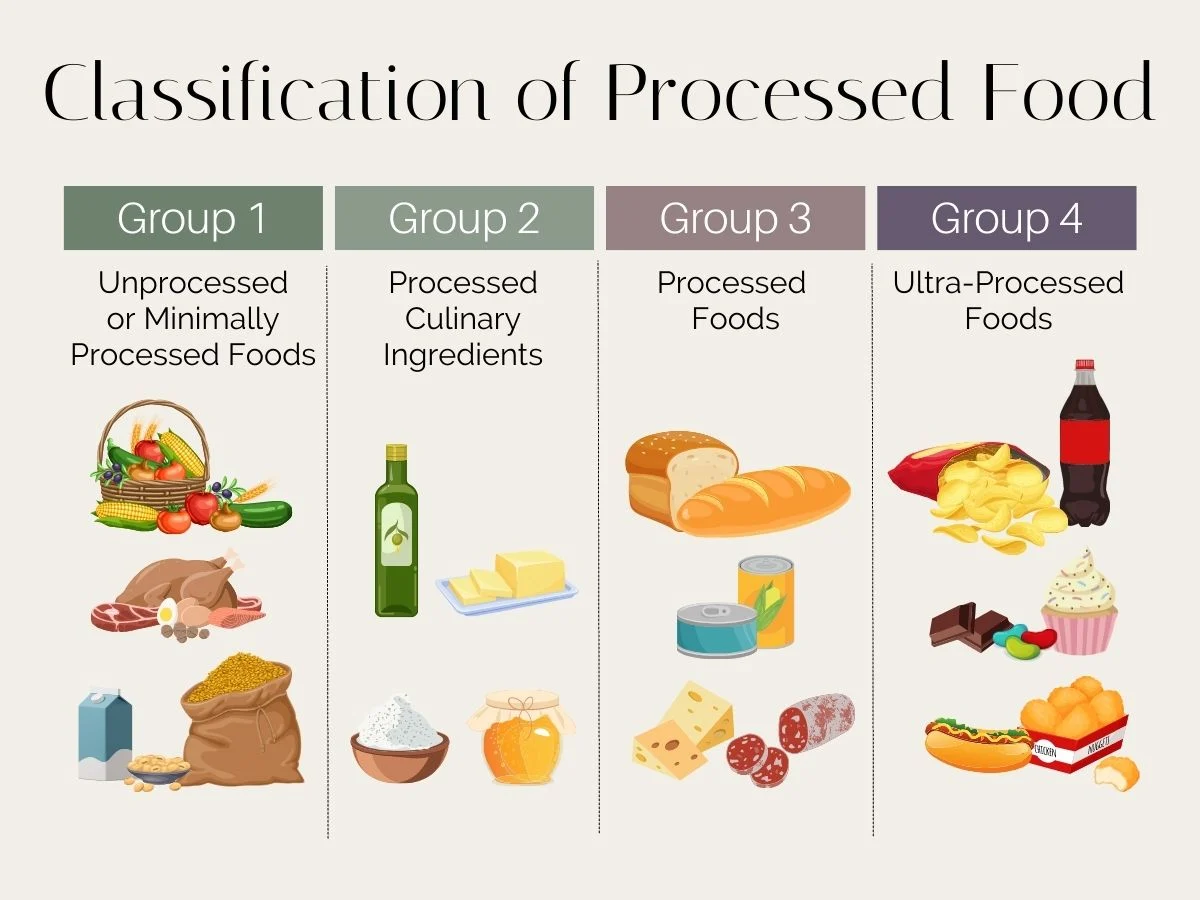 Classification of Processed Food
Group 1
Unprocessed
or Minimally
Processed Foods
Group 2
Processed
Culinary
Ingredients
Group 3
Processed
Foods
Group 4
Ultra-Processed
Foods
CHICKEN
NUGGETS